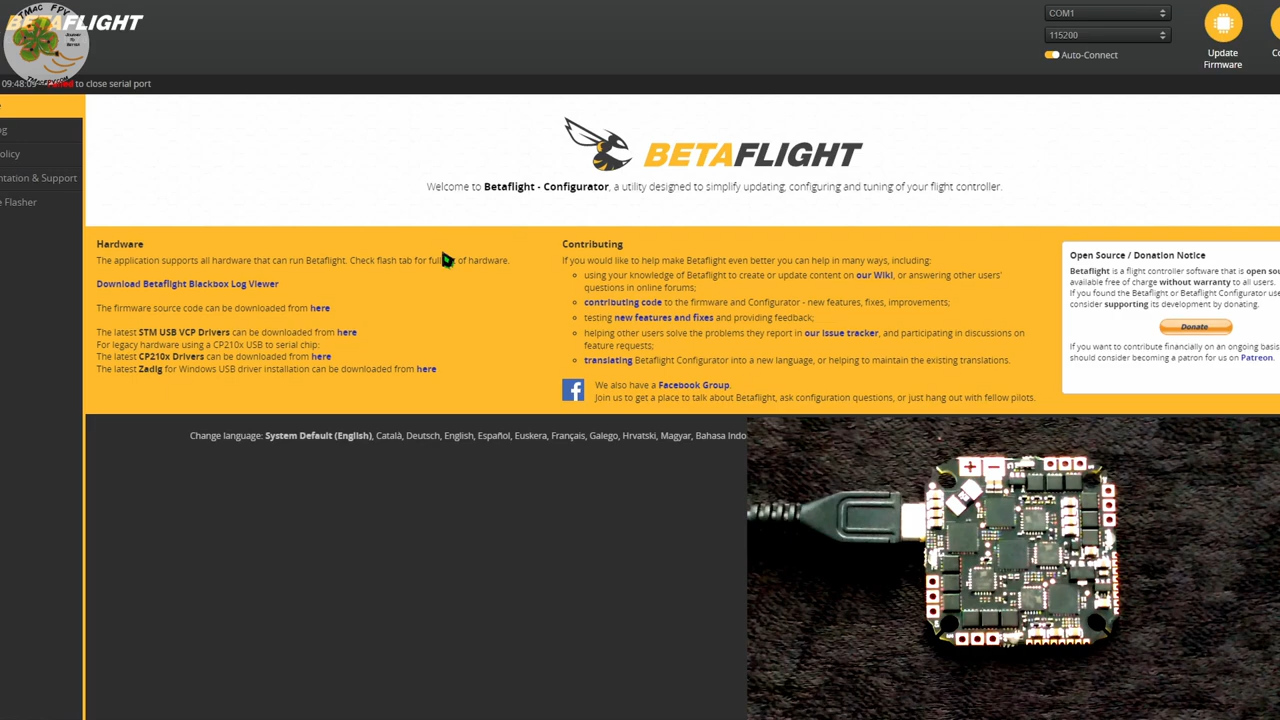 BETAFLIGHT
TMAC FPV
JOURNEY
TO
BETTER
COM1
115200
Auto-Connect
Update
Firmware
Co
09:48:09 Failed to close serial port
og
olicy
ntation & Support
e Flasher
BETAFLIGHT
Welcome to Betaflight - Configurator, a utility designed to simplify updating, configuring and tuning of your flight controller.
Hardware
The application supports all hardware that can run Betaflight. Check flash tab for full of hardware.
Download Betaflight Blackbox Log Viewer
The firmware source code can be downloaded from here
The latest STM USB VCP Drivers can be downloaded from here
For legacy hardware using a CP210x USB to serial chip:
The latest CP210x Drivers can be downloaded from here
The latest Zadig for Windows USB driver installation can be downloaded from here
Contributing
If you would like to help make Betaflight even better you can help in many ways, including:
using your knowledge of Betaflight to create or update content on our Wiki, or answering other users'
questions in online forums;
contributing code to the firmware and Configurator - new features, fixes, improvements;
testing new features and fixes and providing feedback;
helping other users solve the problems they report in our issue tracker, and participating in discussions on
feature requests;
translating Betaflight Configurator into a new language, or helping to maintain the existing translations.
We also have a Facebook Group.
Join us to get a place to talk about Betaflight, ask configuration questions, or just hang out with fellow pilots.
Open Source / Donation Notice
Betaflight is a flight controller software that is open sou
available free of charge without warranty to all users.
If you found the Betaflight or Betaflight Configurator use
consider supporting its development by donating.
Donate
If you want to contribute financially on an ongoing basis
should consider becoming a patron for us on Patreon.
Change language: System Default (English), Català, Deutsch, English, Español, Euskera, Français, Galego, Hrvatski, Magyar, Bahasa Indo
+ −